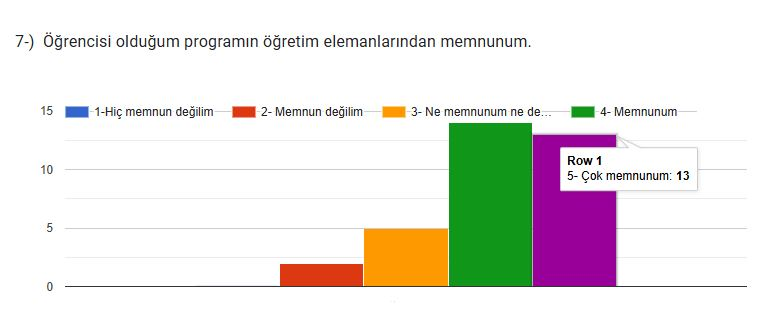 7-) Öğrencisi olduğum programın öğretim elemanlarından memnunum.
15
1-Hiç memnun değilim
2- Memnun değilim
3- Ne memnunum ne de...
4- Memnunum
Row 1
5- Çok memnunum: 13
10
5
0